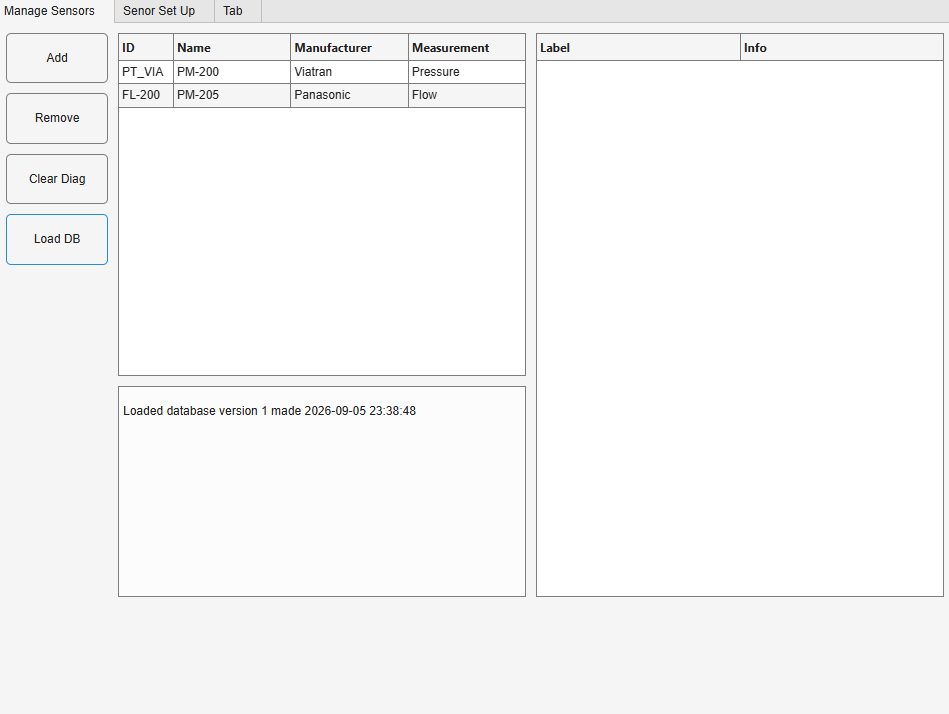 Manage Sensors Senor Set Up Tab
Add
Remove
Clear Diag
Load DB
ID Name Manufacturer Measurement
PT_VIA PM-200 Viatran Pressure
FL-200 PM-205 Panasonic Flow
Loaded database version 1 made 2026-09-05 23:38:48
Label Info